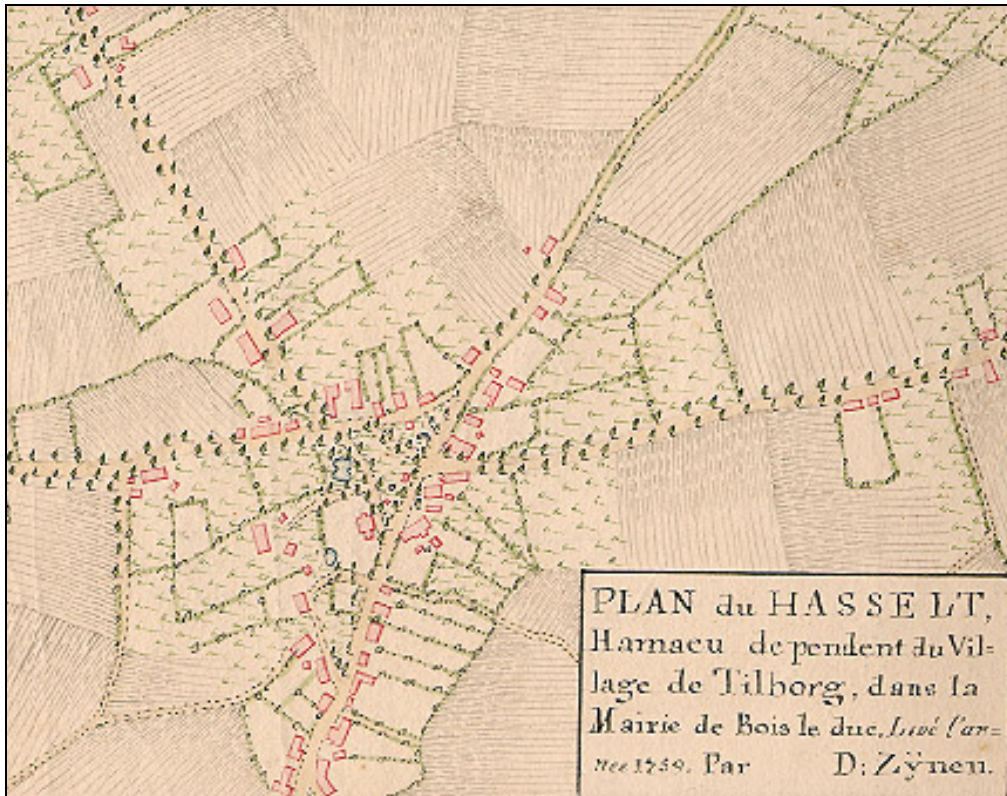 PLAN du HASSELT,
Hamaeu dependent du Vil=
lage de Tilborg, dans la
Mairie de Bois le duc, Levé l'an=
née 1759. Par D: Zÿnen.